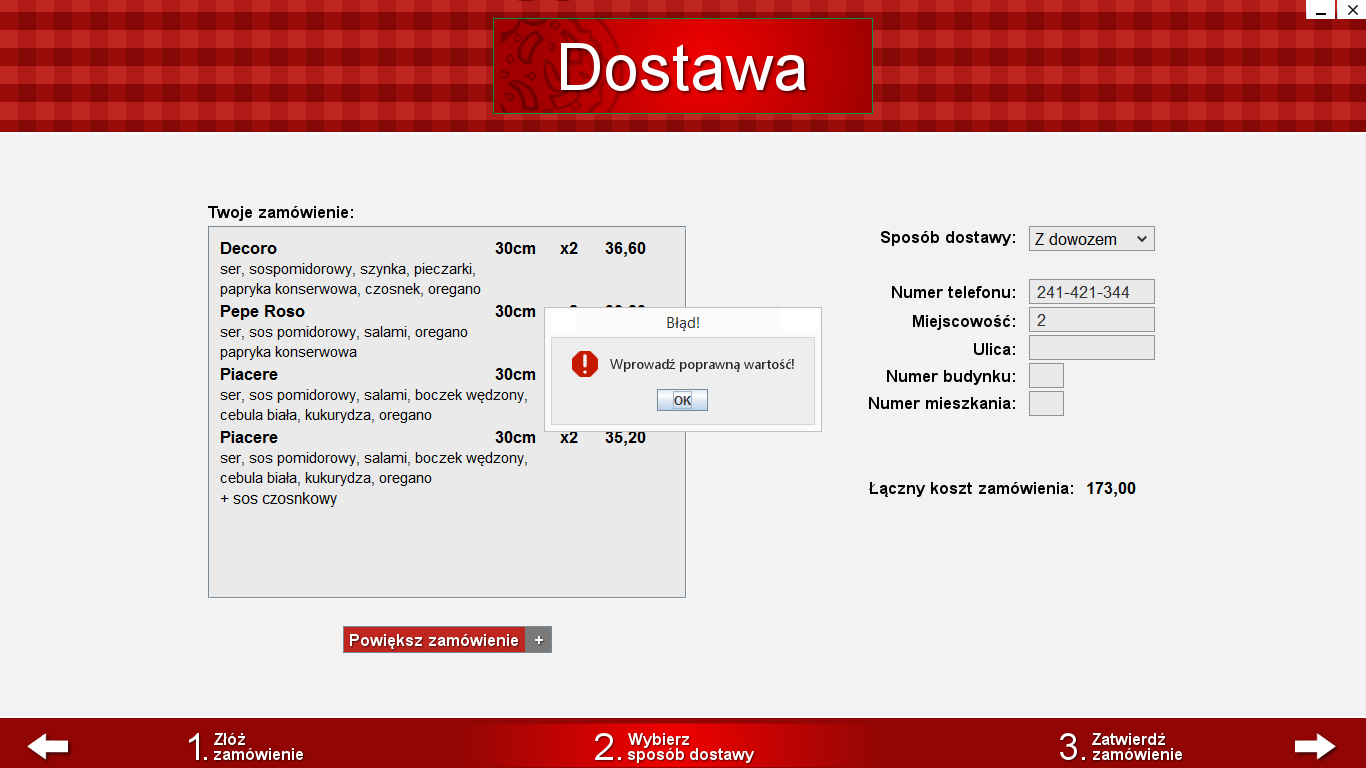 Dostawa
Twoje zamówienie:
Decoro 30cm x2 36,60
ser, sospomidorowy, szynka, pieczarki,
papryka konserwowa, czosnek, oregano
Pepe Roso 30cm
ser, sos pomidorowy, salami, oregano
papryka konserwowa
Piacere 30cm
ser, sos pomidorowy, salami, boczek wędzony,
cebula biała, kukurydza, oregano
Piacere 30cm x2 35,20
ser, sos pomidorowy, salami, boczek wędzony,
cebula biała, kukurydza, oregano
+ sos czosnkowy
Powiększ zamówienie +
Błąd!
Wprowadź poprawną wartość!
OK
Sposób dostawy: Z dowozem
Numer telefonu: 241-421-344
Miejscowość: 2
Ulica:
Numer budynku:
Numer mieszkania:
Łączny koszt zamówienia: 173,00
1. Złóż
zamówienie
2. Wybierz
sposób dostawy
3. Zatwierdź
zamówienie